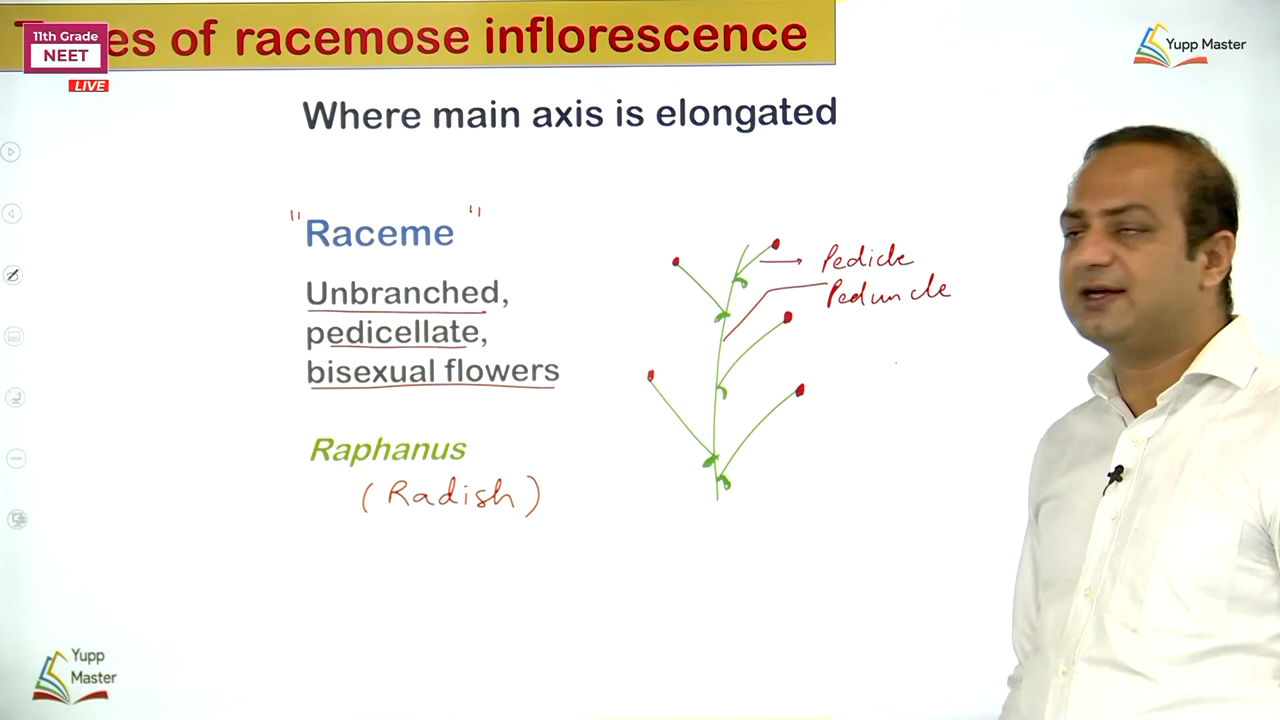 11th Grade
NEET
LIVE
es of racemose inflorescence
Yupp Master
Where main axis is elongated
" Raceme "
Unbranched,
pedicellate,
bisexual flowers
Pedicle
Peduncle
Raphanus
(Radish)
Yupp
Master